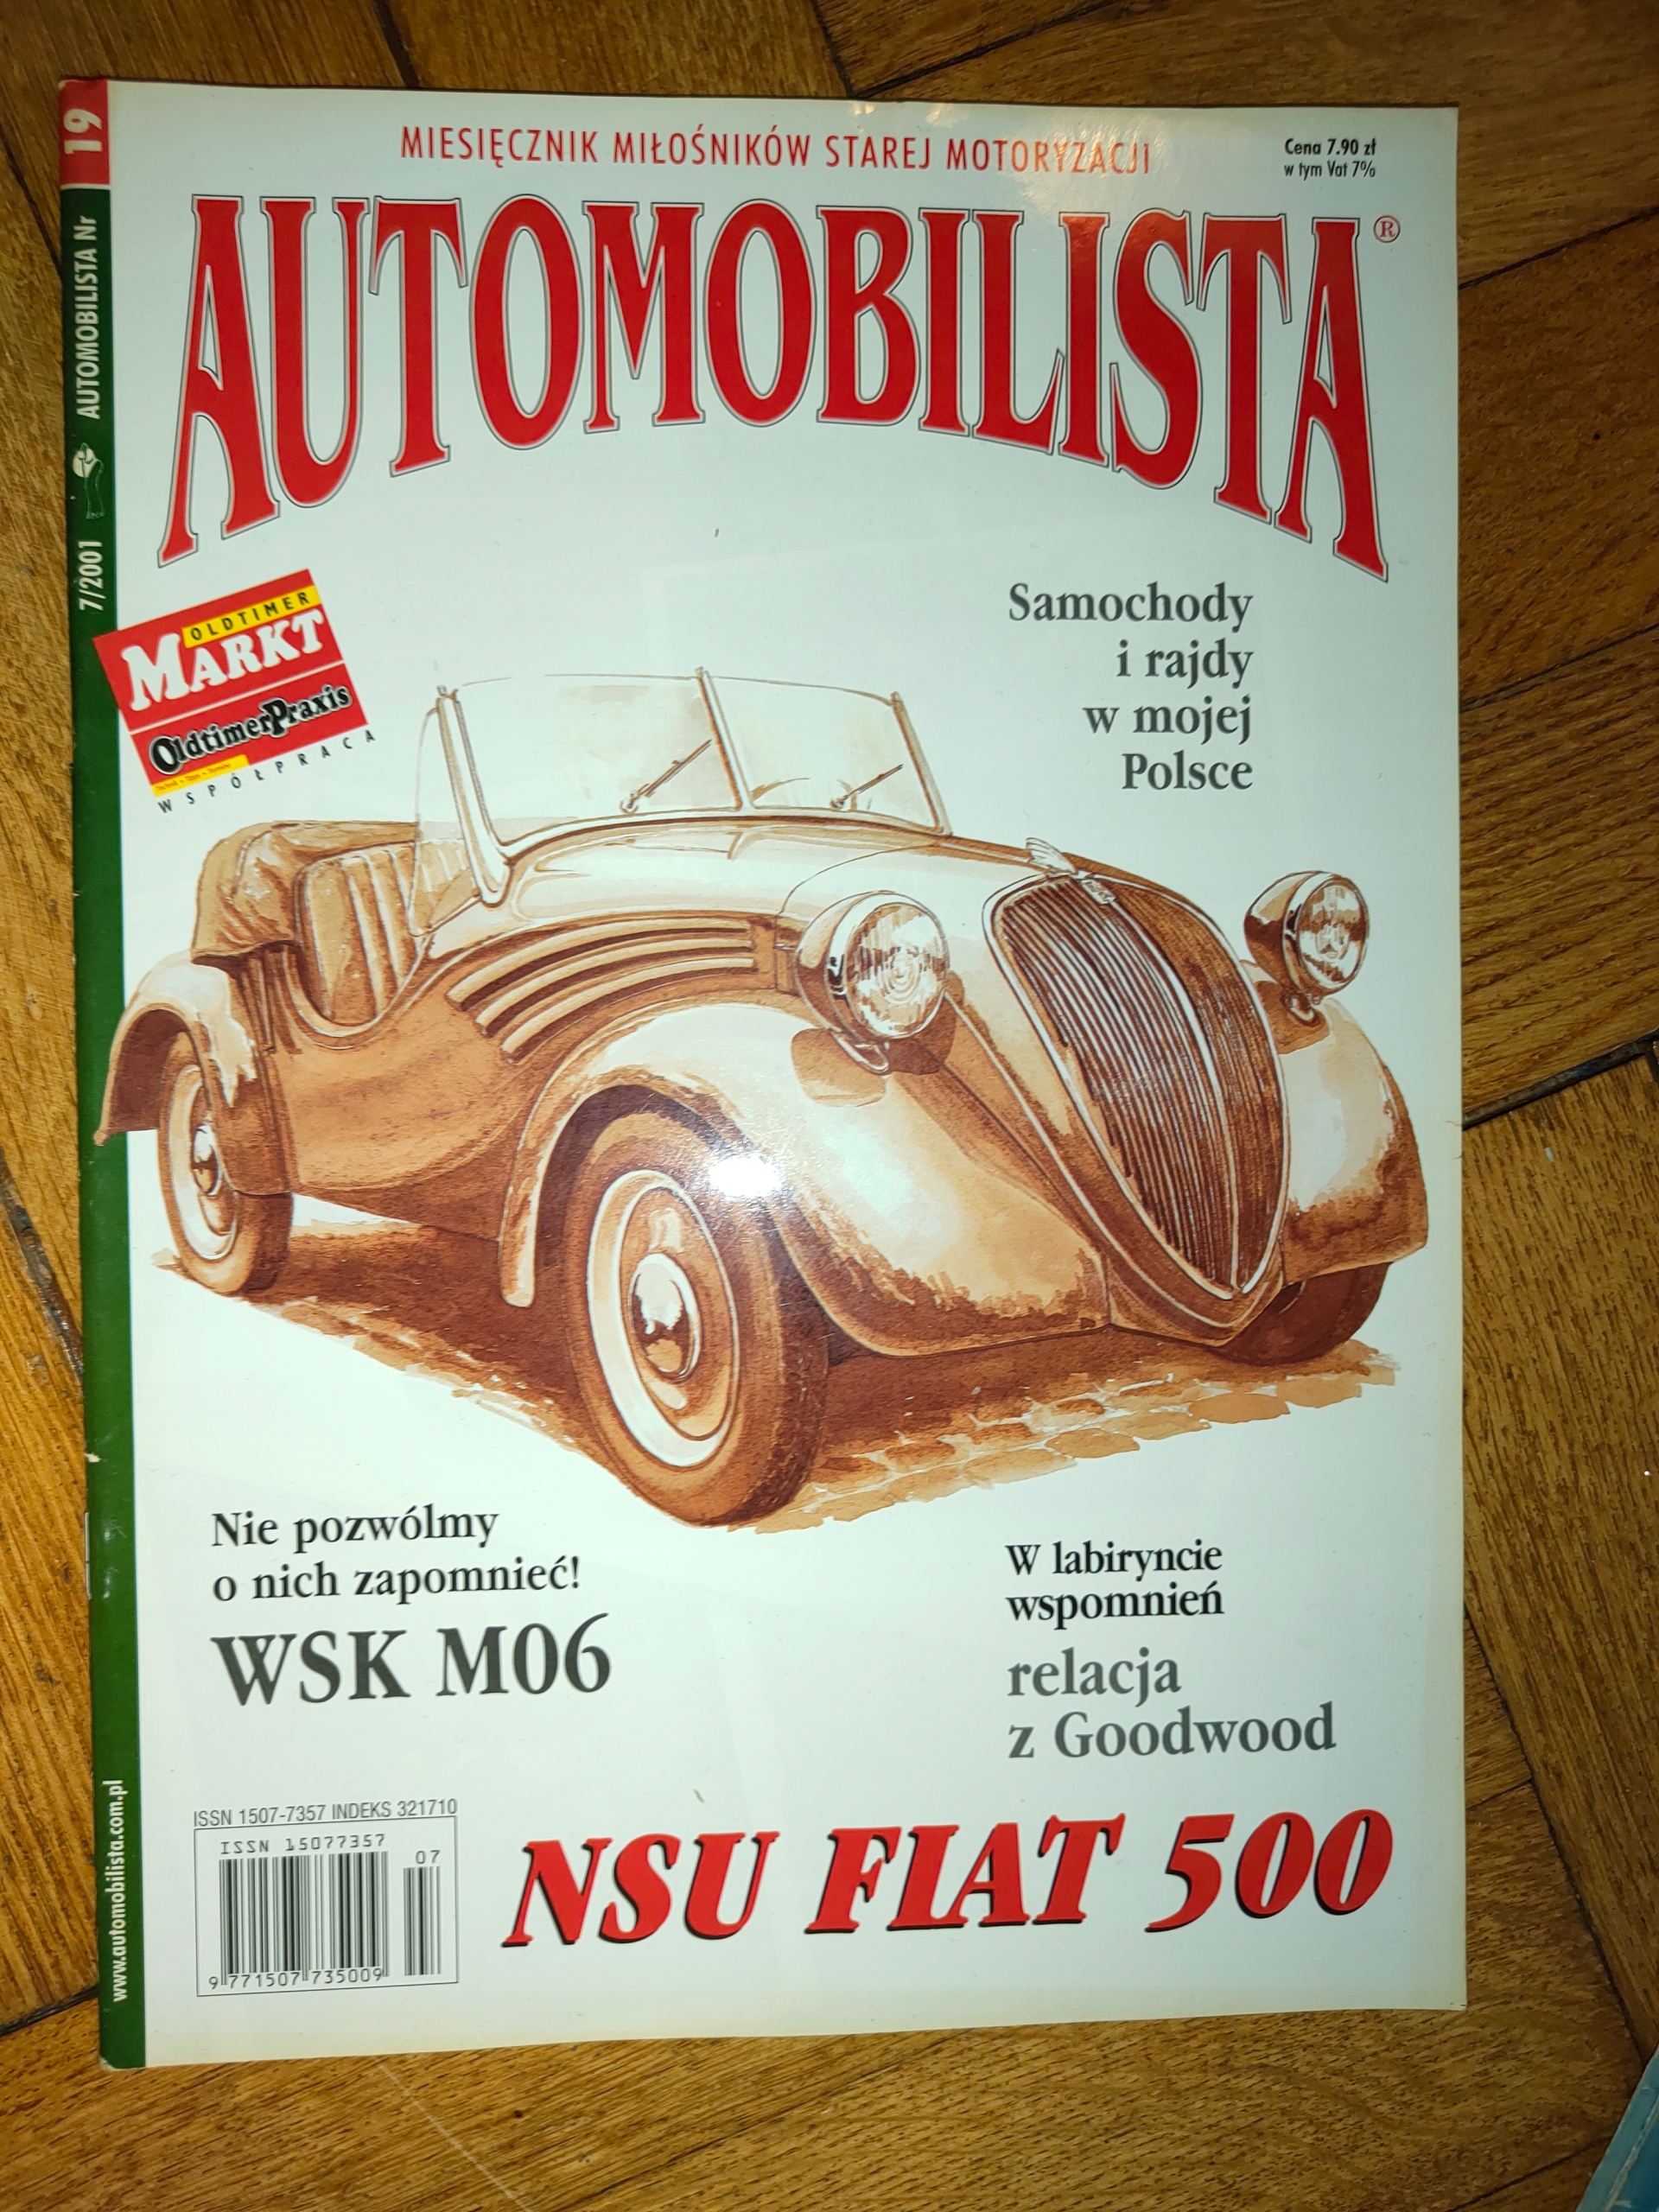 MIESIĘCZNIK MIŁOŚNIKÓW STAREJ MOTORYZACJI
Cena 7.90 zł
w tym Vat 7%
AUTOMOBILISTA®
19
AUTOMOBILISTA Nr
7/2001
OLDTIMER
MARKT
OldtimerPraxis
WSPÓŁPRACA
Samochody
i rajdy
w mojej
Polsce
Nie pozwólmy
o nich zapomnieć!
WSK M06
W labiryncie
wspomnień
relacja
z Goodwood
NSU FIAT 500
ISSN 1507-7357 INDEKS 321710
ISSN 15077357
07
9 771507 735009
www.automobilista.com.pl